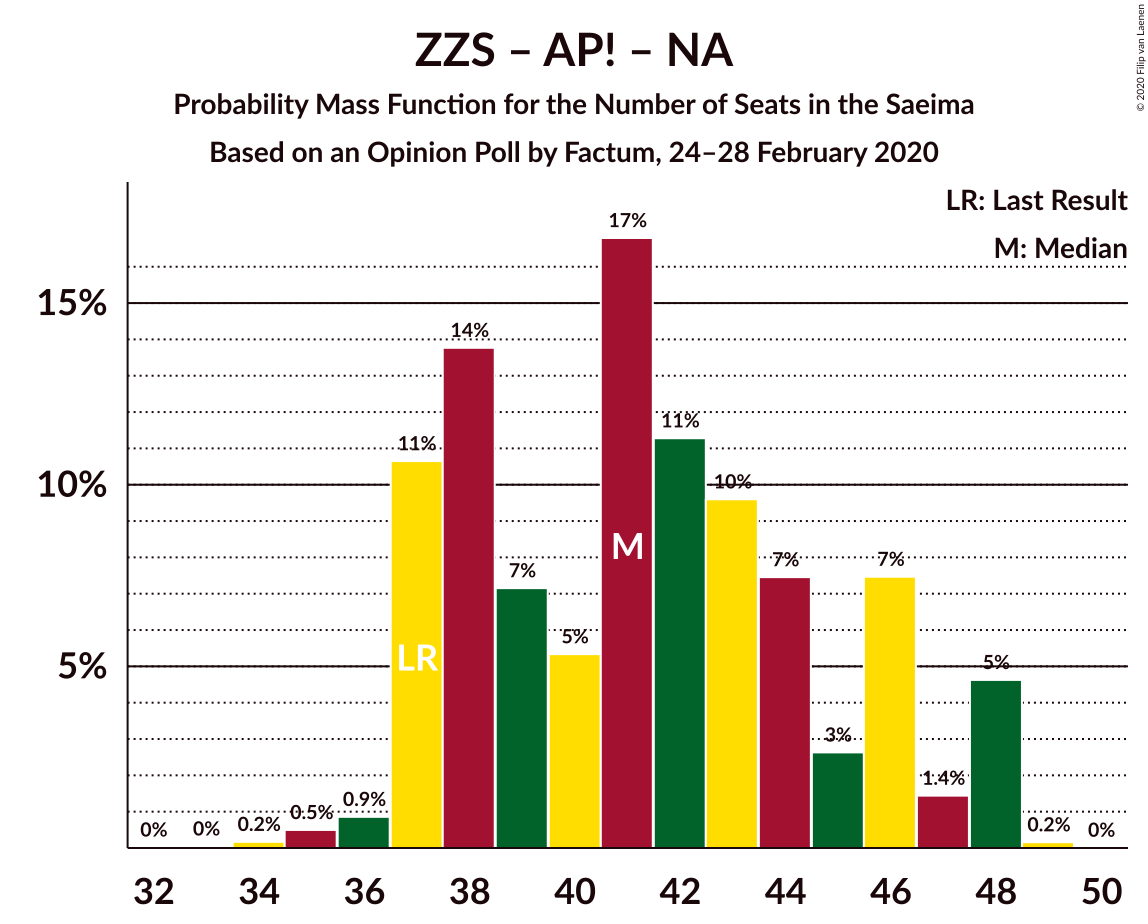 ZZS – AP! – NA
Probability Mass Function for the Number of Seats in the Saeima
Based on an Opinion Poll by Factum, 24–28 February 2020
© 2020 Filip van Laenen
LR: Last Result
M: Median
17%
15%
14%
11%
11%
10%
10%
7%
7%
7%
M
5%
LR
5%
5%
3%
1.4%
0.9%
0.5%
0.2%
0.2%
0%
0%
0%
32 34 36 38 40 42 44 46 48 50